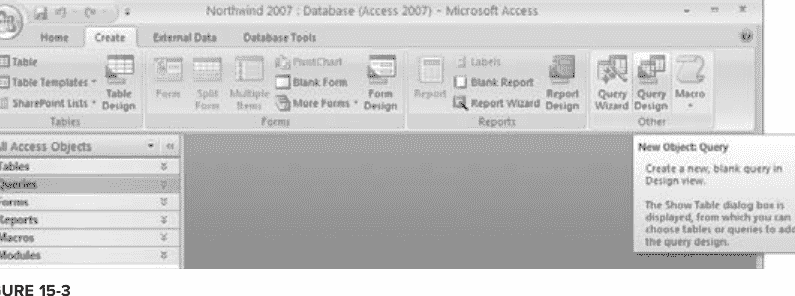 Northwind 2007 : Database (Access 2007) - Microsoft Access
Home Create External Data Database Tools
Table
Table Templates
SharePoint Lists
Table
Design
Tables
Form
Split
Form
Multiple
Items
PivotChart
Blank Form
More Forms
Form
Design
Forms
Report
Labels
Blank Report
Report Wizard
Report
Design
Reports
Query
Wizard
Query
Design
Macro
Other
ll Access Objects
Tables
Queries
Forms
Reports
Macros
Modules
New Object: Query
Create a new, blank query in
Design view.
The Show Table dialog box is
displayed, from which you can
choose tables or queries to add
the query design.
GURE 15-3